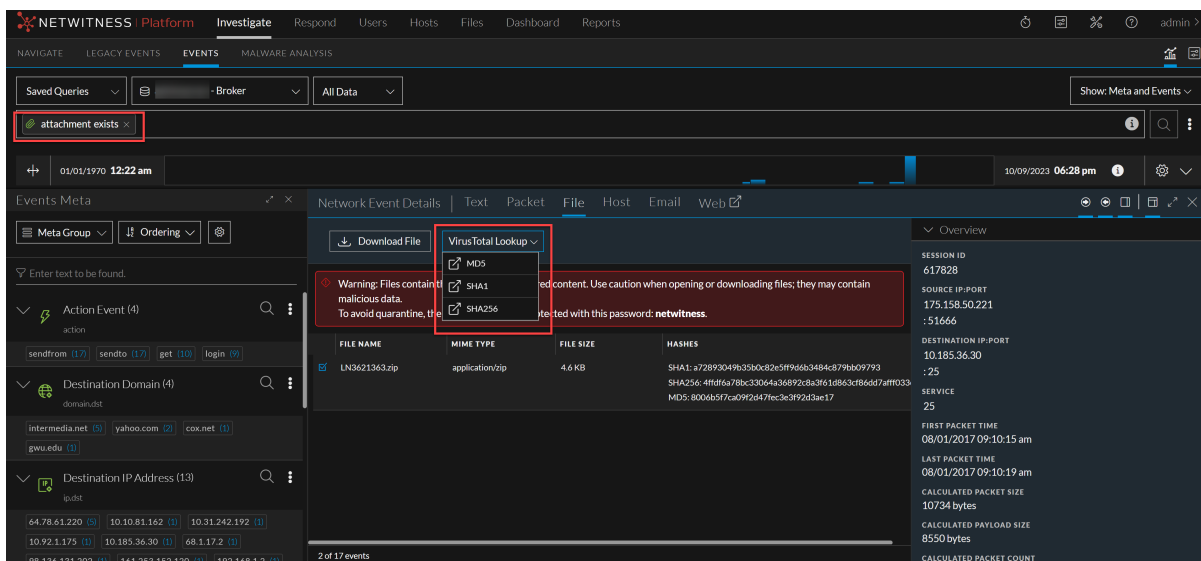 NETWITNESS | Platform Investigate Respond Users Hosts Files Dashboard Reports admin >
NAVIGATE LEGACY EVENTS EVENTS MALWARE ANALYSIS
Saved Queries - Broker All Data Show: Meta and Events
attachment exists ×
01/01/1970 12:22 am 10/09/2023 06:28 pm
Events Meta
Meta Group Ordering
Enter text to be found.
Action Event (4)
action
sendfrom (17) sendto (17) get (10) login (9)
Destination Domain (4)
domain.dst
intermedia.net (5) yahoo.com (2) cox.net (1)
gwu.edu (1)
Destination IP Address (13)
ip.dst
64.78.61.220 (5) 10.10.81.162 (1) 10.31.242.192 (1)
10.92.1.175 (1) 10.185.36.30 (1) 68.1.17.2 (1)
Network Event Details Text Packet File Host Email Web
Download File VirusTotal Lookup
MD5
SHA1
SHA256
Warning: Files contain th red content. Use caution when opening or downloading files; they may contain
malicious data.
To avoid quarantine, the tected with this password: netwitness.
FILE NAME MIME TYPE FILE SIZE HASHES
LN3621363.zip application/zip 4.6 KB SHA1: a72893049b35b0c82e5ff9d6b3484c879bb09793
SHA256: 4ffdf6a78bc33064a36892c8a3f61d863cf86dd7afff033
MD5: 8006b5f7ca09f2d47fec3e3f92d3ae17
2 of 17 events
Overview
SESSION ID
617828
SOURCE IP:PORT
175.158.50.221
: 51666
DESTINATION IP:PORT
10.185.36.30
: 25
SERVICE
25
FIRST PACKET TIME
08/01/2017 09:10:15 am
LAST PACKET TIME
08/01/2017 09:10:19 am
CALCULATED PACKET SIZE
10734 bytes
CALCULATED PAYLOAD SIZE
8550 bytes
CALCULATED PACKET COUNT